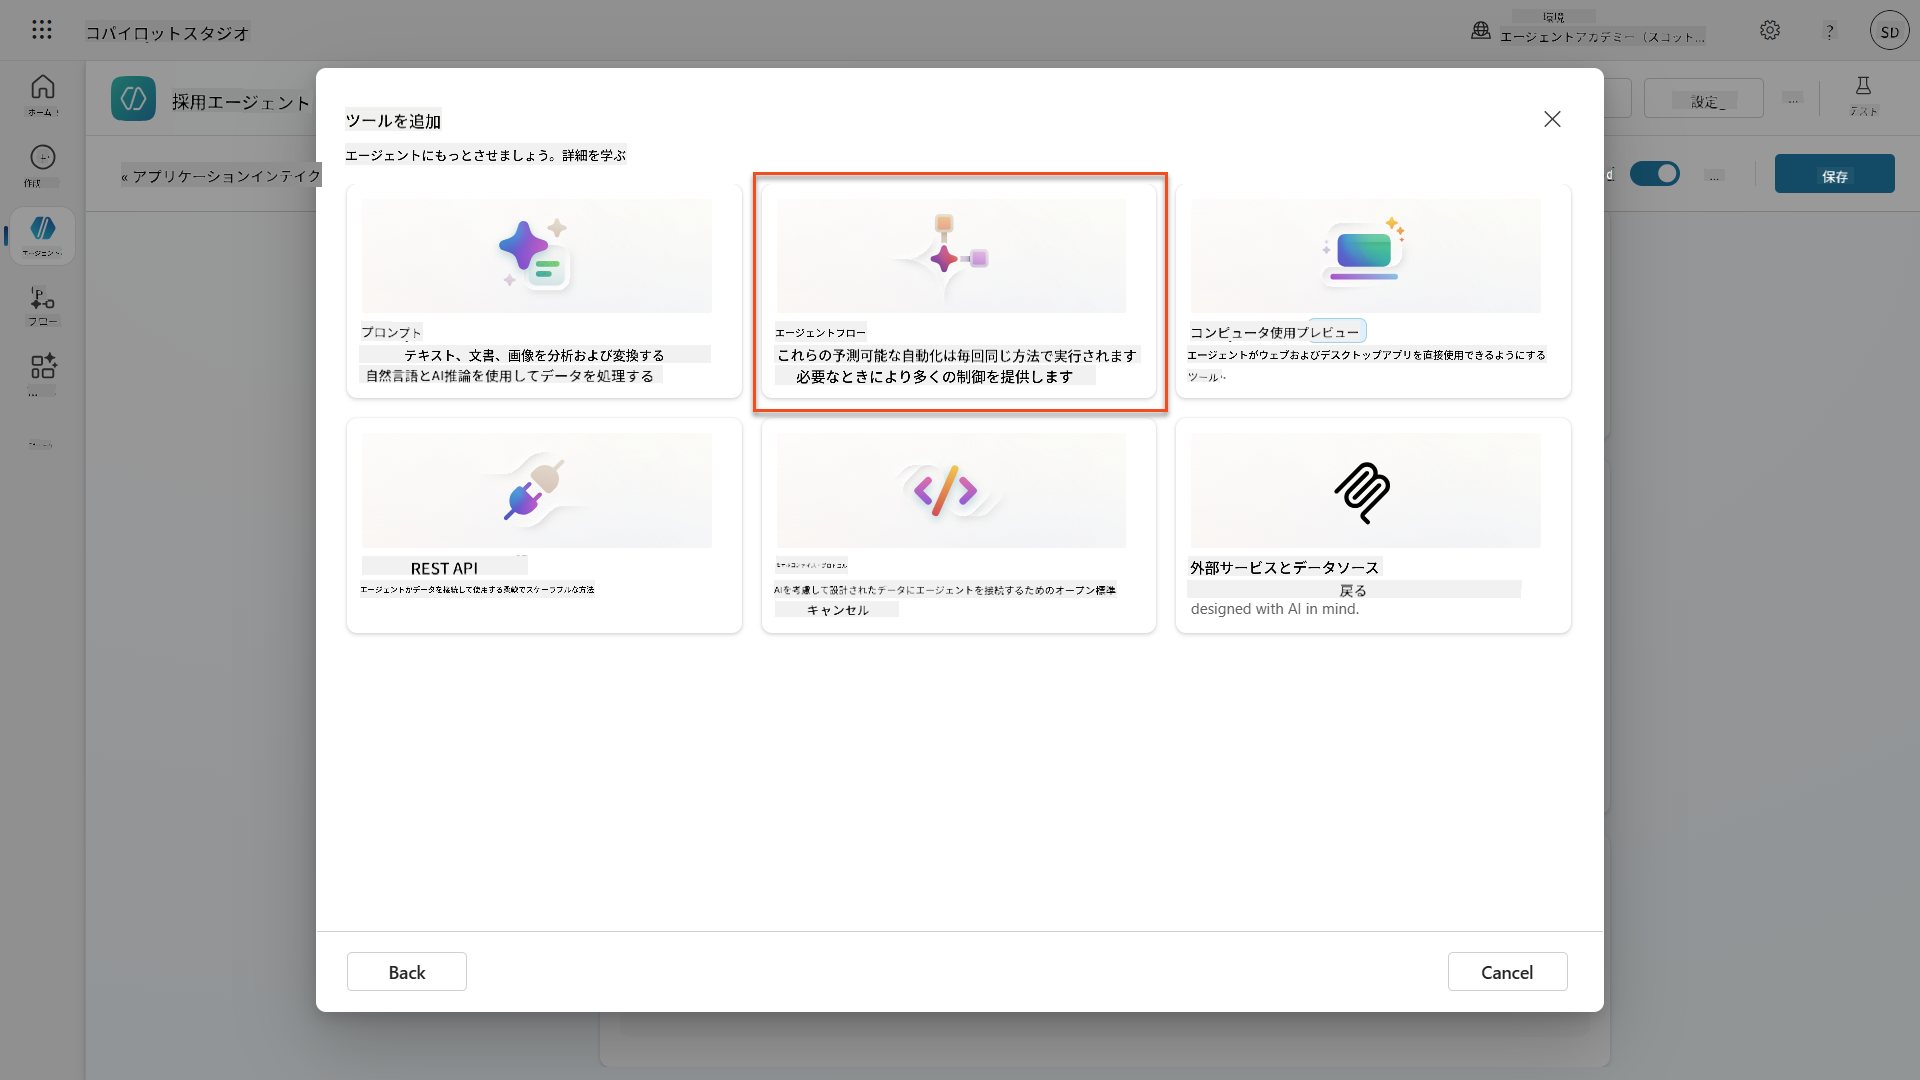 コパイロットスタジオ
環境
エージェントアカデミー（スコット...
?
SD
ホーム
作成
エージェント
フロー
...
採用エージェント
設定
...
テスト
« アプリケーションインテイク
d
...
保存
ツールを追加
エージェントにもっとさせましょう。詳細を学ぶ
プロンプト
テキスト、文書、画像を分析および変換する
自然言語とAI推論を使用してデータを処理する
エージェントフロー
これらの予測可能な自動化は毎回同じ方法で実行されます
必要なときにより多くの制御を提供します
コンピュータ使用プレビュー
エージェントがウェブおよびデスクトップアプリを直接使用できるようにする
ツール
REST API
エージェントがデータを接続して使用する柔軟でスケーラブルな方法
モデルコンテキスト・プロトコル
AIを考慮して設計されたデータにエージェントを接続するためのオープン標準
キャンセル
外部サービスとデータソース
戻る
designed with AI in mind.
Back
Cancel